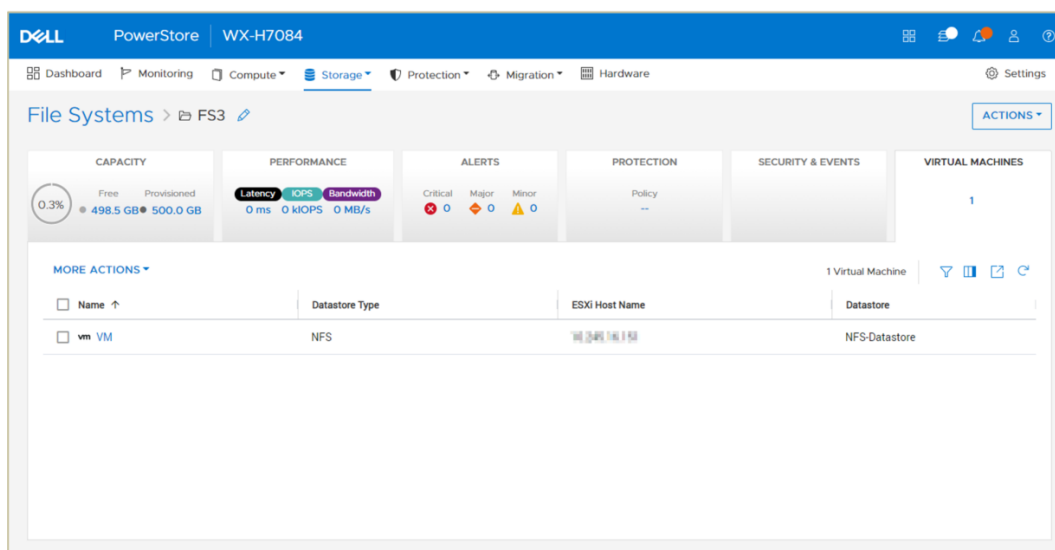 DELL PowerStore WX-H7084
Dashboard Monitoring Compute Storage Protection Migration Hardware Settings
File Systems > FS3 ACTIONS
CAPACITY PERFORMANCE ALERTS PROTECTION SECURITY & EVENTS VIRTUAL MACHINES
0.3% Free Provisioned Latency IOPS Bandwidth Critical Major Minor Policy 1
498.5 GB 500.0 GB 0 ms 0 kIOPS 0 MB/s 0 0 0 --
MORE ACTIONS 1 Virtual Machine
Name ↑ Datastore Type ESXi Host Name Datastore
vm VM NFS NFS-Datastore